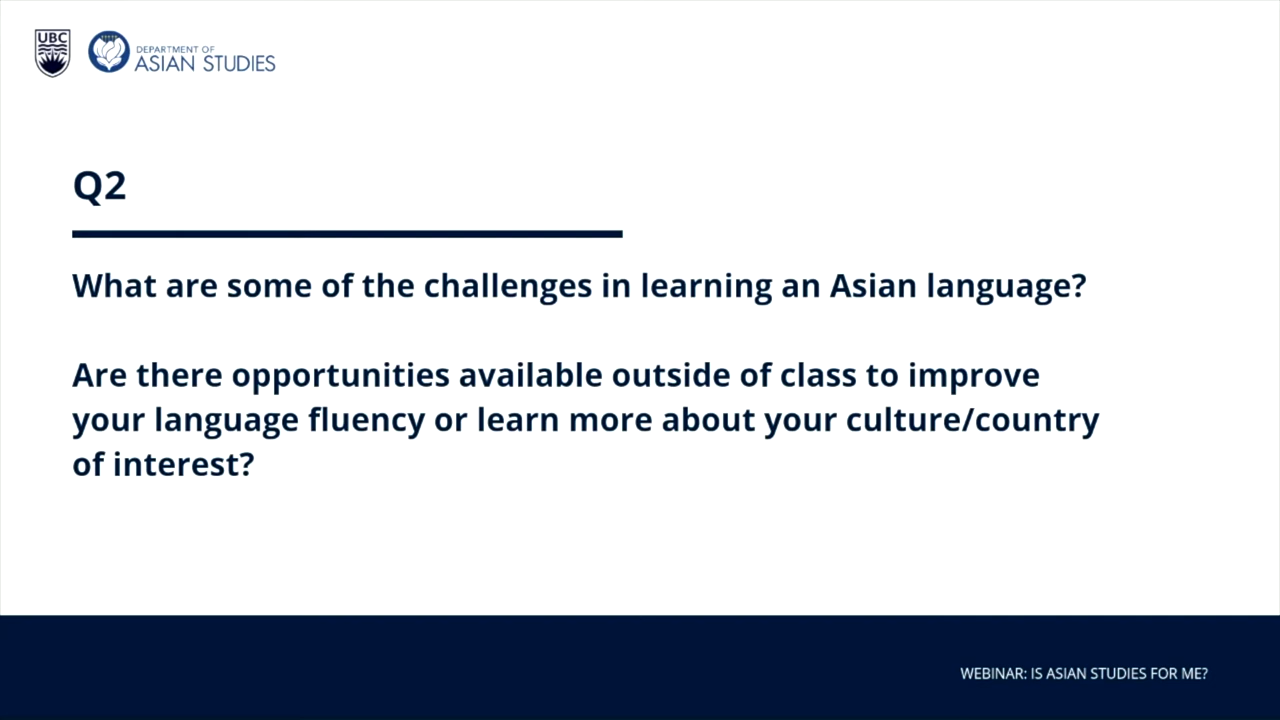 UBC
DEPARTMENT OF
ASIAN STUDIES
Q2
What are some of the challenges in learning an Asian language?
Are there opportunities available outside of class to improve
your language fluency or learn more about your culture/country
of interest?
WEBINAR: IS ASIAN STUDIES FOR ME?